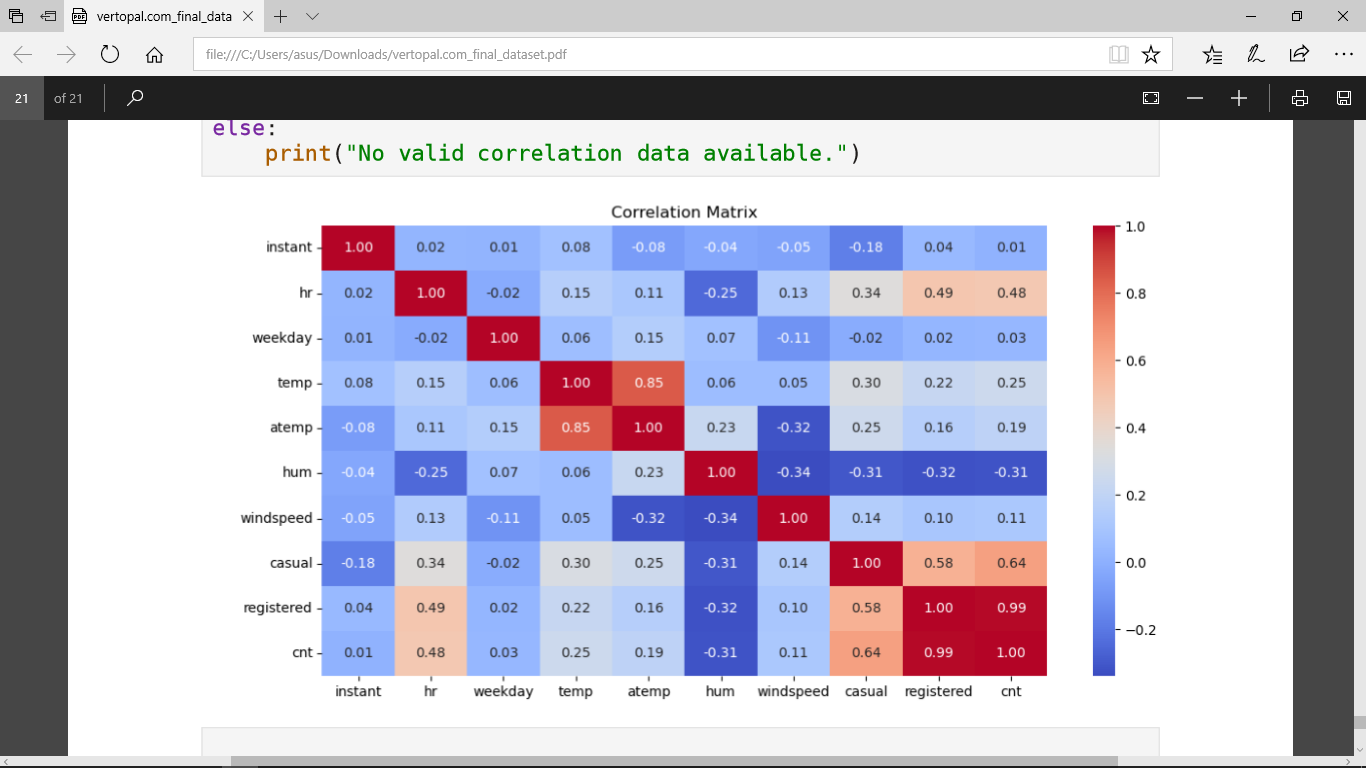 vertopal.com_final_data
file:///C:/Users/asus/Downloads/vertopal.com_final_dataset.pdf
21 of 21
else:
print("No valid correlation data available.")
Correlation Matrix
instant 1.00 0.02 0.01 0.08 -0.08 -0.04 -0.05 -0.18 0.04 0.01
hr 0.02 1.00 -0.02 0.15 0.11 -0.25 0.13 0.34 0.49 0.48
weekday 0.01 -0.02 1.00 0.06 0.15 0.07 -0.11 -0.02 0.02 0.03
temp 0.08 0.15 0.06 1.00 0.85 0.06 0.05 0.30 0.22 0.25
atemp -0.08 0.11 0.15 0.85 1.00 0.23 -0.32 0.25 0.16 0.19
hum -0.04 -0.25 0.07 0.06 0.23 1.00 -0.34 -0.31 -0.32 -0.31
windspeed -0.05 0.13 -0.11 0.05 -0.32 -0.34 1.00 0.14 0.10 0.11
casual -0.18 0.34 -0.02 0.30 0.25 -0.31 0.14 1.00 0.58 0.64
registered 0.04 0.49 0.02 0.22 0.16 -0.32 0.10 0.58 1.00 0.99
cnt 0.01 0.48 0.03 0.25 0.19 -0.31 0.11 0.64 0.99 1.00
instant hr weekday temp atemp hum windspeed casual registered cnt
1.0
0.8
0.6
0.4
0.2
0.0
−0.2